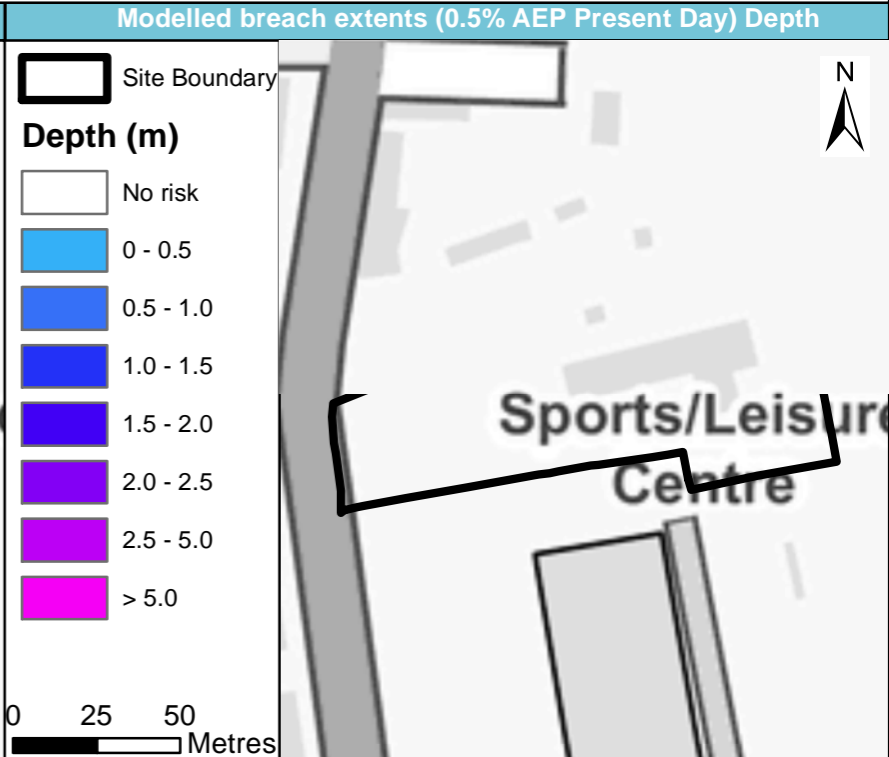 Modelled breach extents (0.5% AEP Present Day) Depth
Site Boundary
Depth (m)
No risk
0 - 0.5
0.5 - 1.0
1.0 - 1.5
1.5 - 2.0
2.0 - 2.5
2.5 - 5.0
> 5.0
0 25 50
Metres
N
Sports/Leisure
Centre